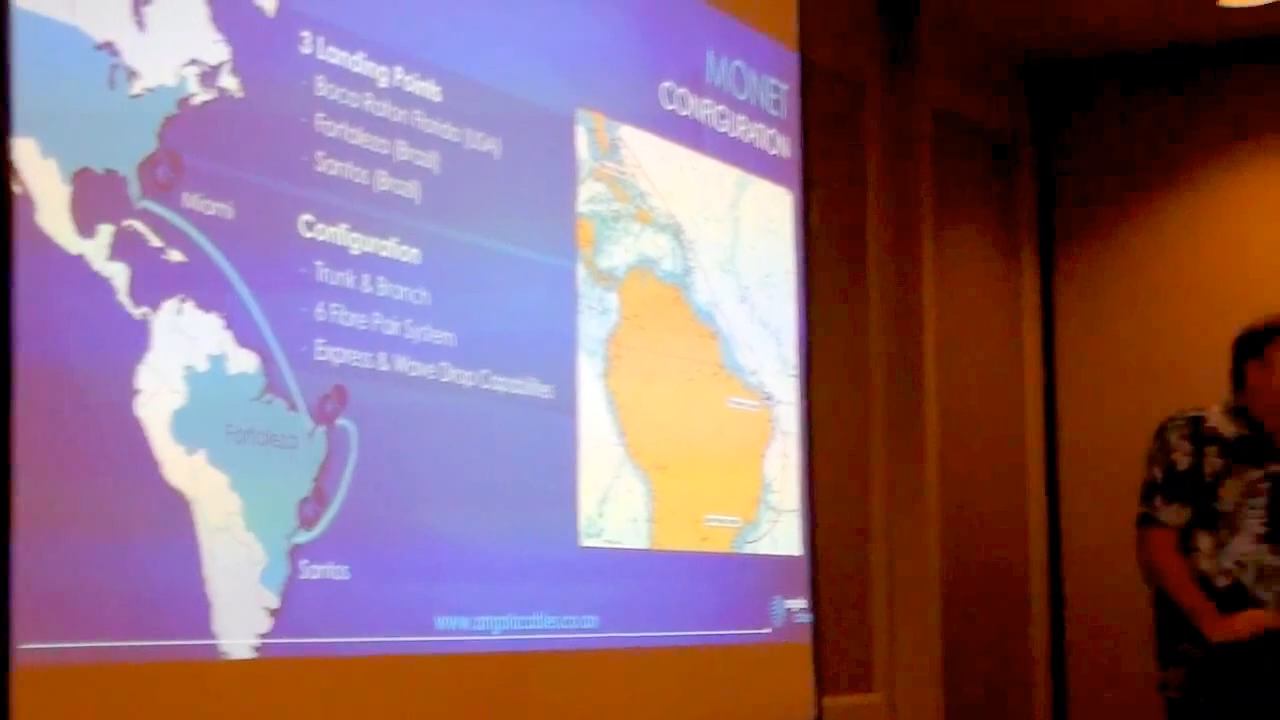 MONET
CONFIGURATION
3 Landing Points
- Boca Raton Florida (USA)
- Fortaleza (Brazil)
- Santos (Brazil)
Configuration
- Trunk & Branch
- 6 Fibre Pair System
- Express & Wave Drop Capabilities
Miami
Fortaleza
Santos